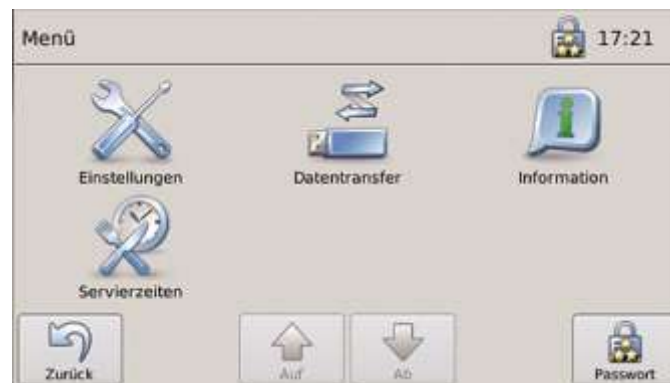 Menü 17:21
Einstellungen Datentransfer Information
Servierzeiten
Zurück Auf Ab Passwort